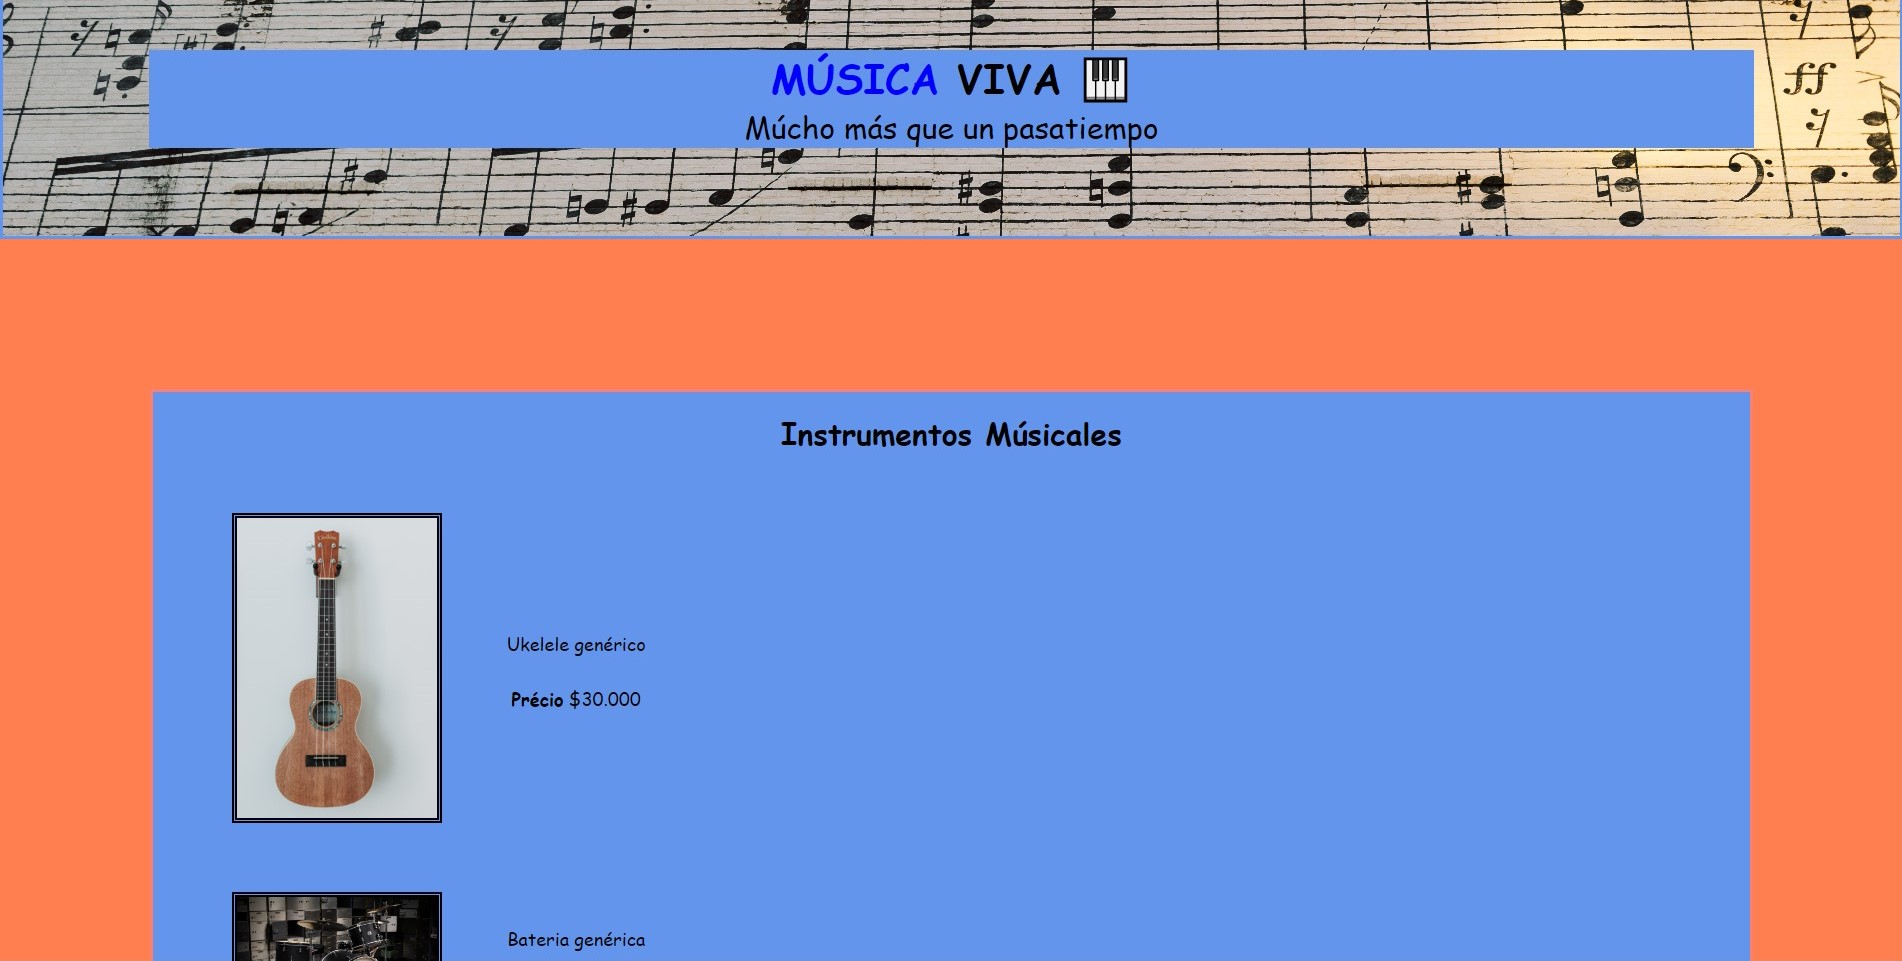 MÚSICA VIVA 🎹
Múcho más que un pasatiempo
Instrumentos Músicales
Ukelele genérico
Précio $30.000
Bateria genérica